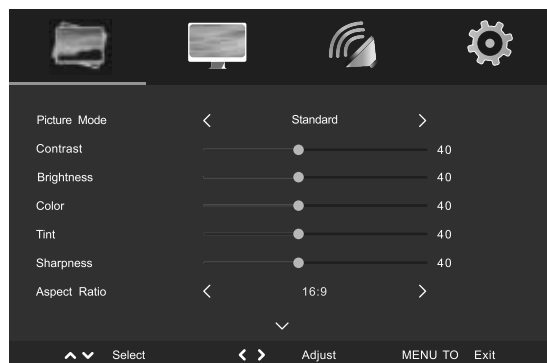 Picture Mode Standard
Contrast 40
Brightness 40
Color 40
Tint 40
Sharpness 40
Aspect Ratio 16:9
Select Adjust MENU TO Exit